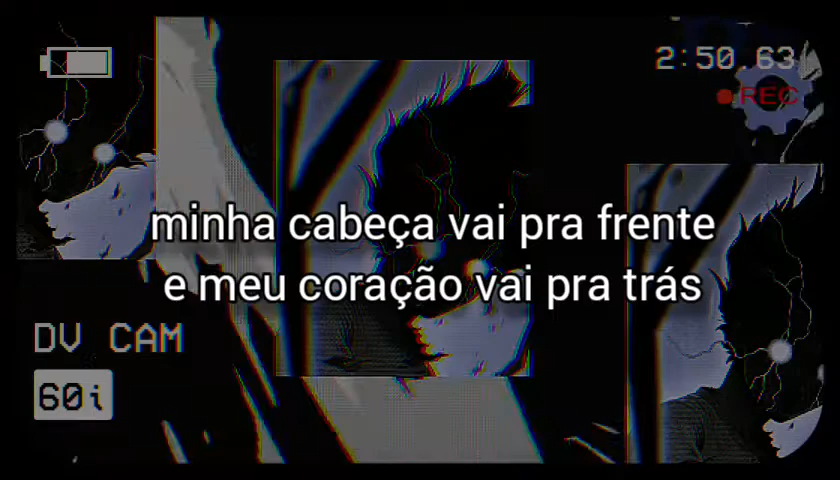 2:50.63
REC
minha cabeça vai pra frente
e meu coração vai pra trás
DV CAM
60i